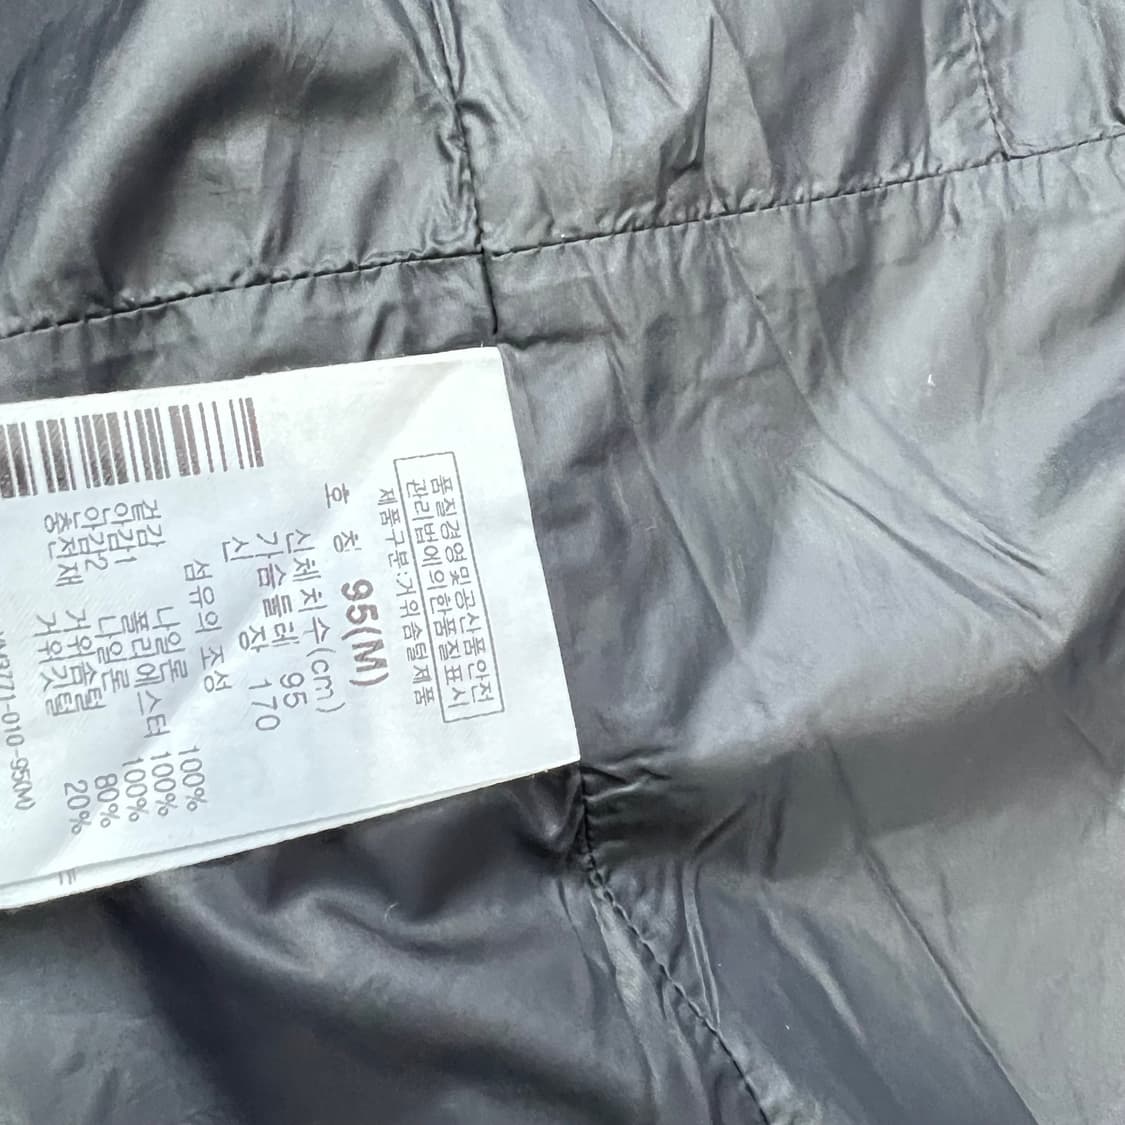 품질경영및공산품안전
관리법에의한품질표시
제품구분:거위솜털제품
호 칭 95(M)
신체치수(cm)
가슴둘레 95
신 장 170
섬유의 조성
겉감 나일론 100%
안감1 폴리에스터 100%
안감2 나일론 100%
충전재 거위솜털 80%
거위깃털 20%
-010-95(M)